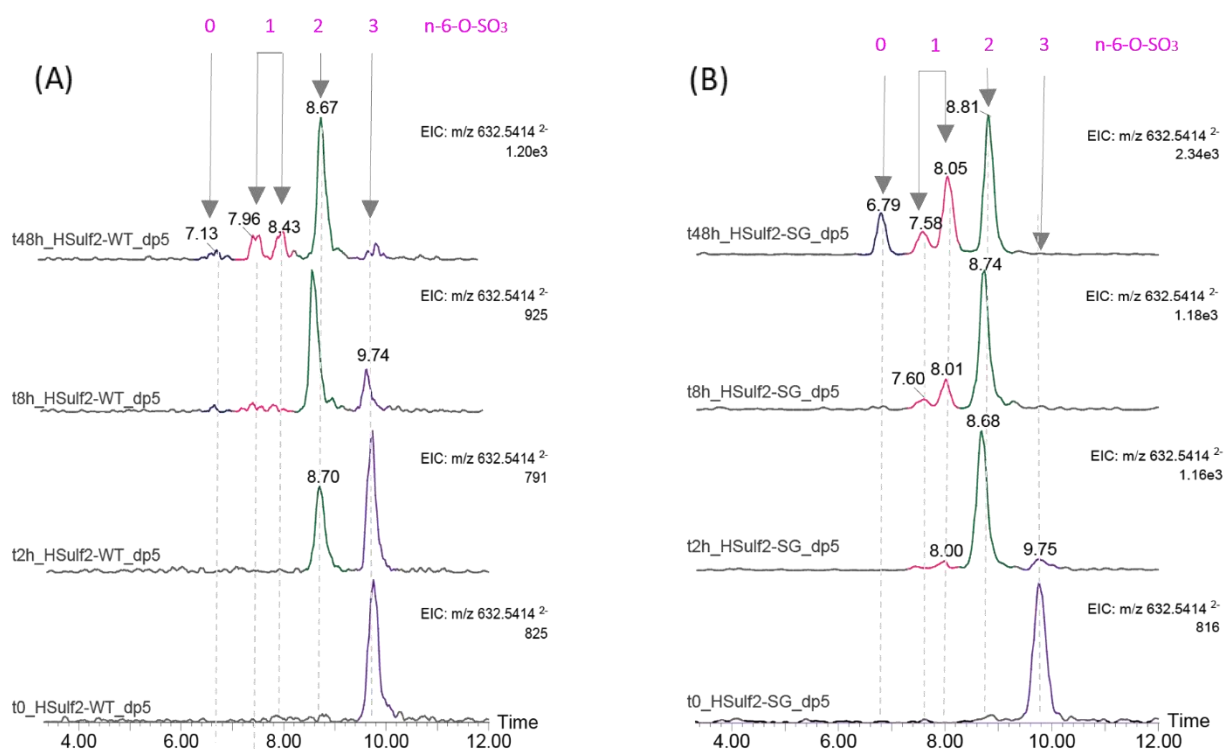 0 1 2 3 n-6-O-SO₃
(A)
8.67
EIC: m/z 632.5414 ²⁻
1.20e3
7.13
7.96
8.43
t48h_HSulf2-WT_dp5
EIC: m/z 632.5414 ²⁻
925
9.74
t8h_HSulf2-WT_dp5
EIC: m/z 632.5414 ²⁻
791
8.70
t2h_HSulf2-WT_dp5
EIC: m/z 632.5414 ²⁻
825
t0_HSulf2-WT_dp5
Time
4.00 6.00 8.00 10.00 12.00
0 1 2 3 n-6-O-SO₃
(B)
8.81
EIC: m/z 632.5414 ²⁻
2.34e3
8.05
6.79
7.58
t48h_HSulf2-SG_dp5
8.74
EIC: m/z 632.5414 ²⁻
1.18e3
7.60
8.01
t8h_HSulf2-SG_dp5
8.68
EIC: m/z 632.5414 ²⁻
1.16e3
8.00
9.75
t2h_HSulf2-SG_dp5
EIC: m/z 632.5414 ²⁻
816
t0_HSulf2-SG_dp5
Time
4.00 6.00 8.00 10.00 12.00